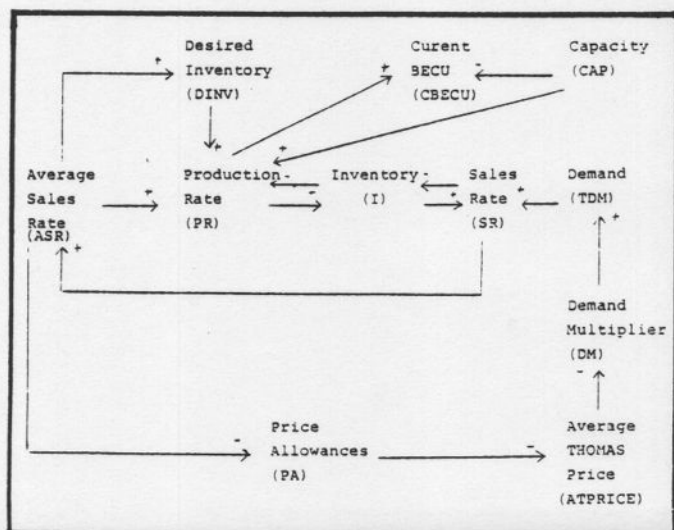 Desired
Inventory
(DINV)
Curent
BECU
(CBECU)
Capacity
(CAP)
+
+
-
+
+
Average
Sales
Rate
(ASR)
+
+
Production-
Rate
(PR)
-
Inventory-
(I)
+
Sales
Rate
(SR)
+
Demand
(TDM)
+
Demand
Multiplier
(DM)
-
-
Price
Allowances
(PA)
-
Average
THOMAS
Price
(ATPRICE)